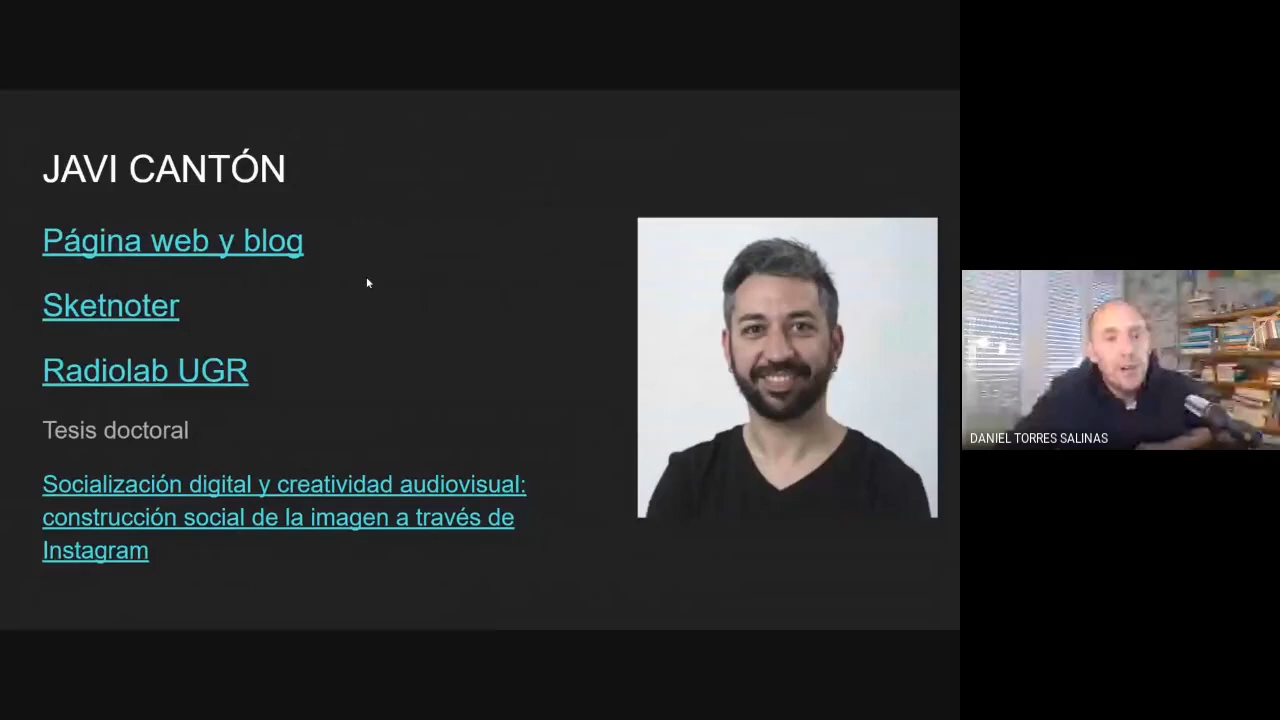 JAVI CANTÓN
Página web y blog
Sketnoter
Radiolab UGR
Tesis doctoral
Socialización digital y creatividad audiovisual:
construcción social de la imagen a través de
Instagram
DANIEL TORRES SALINAS